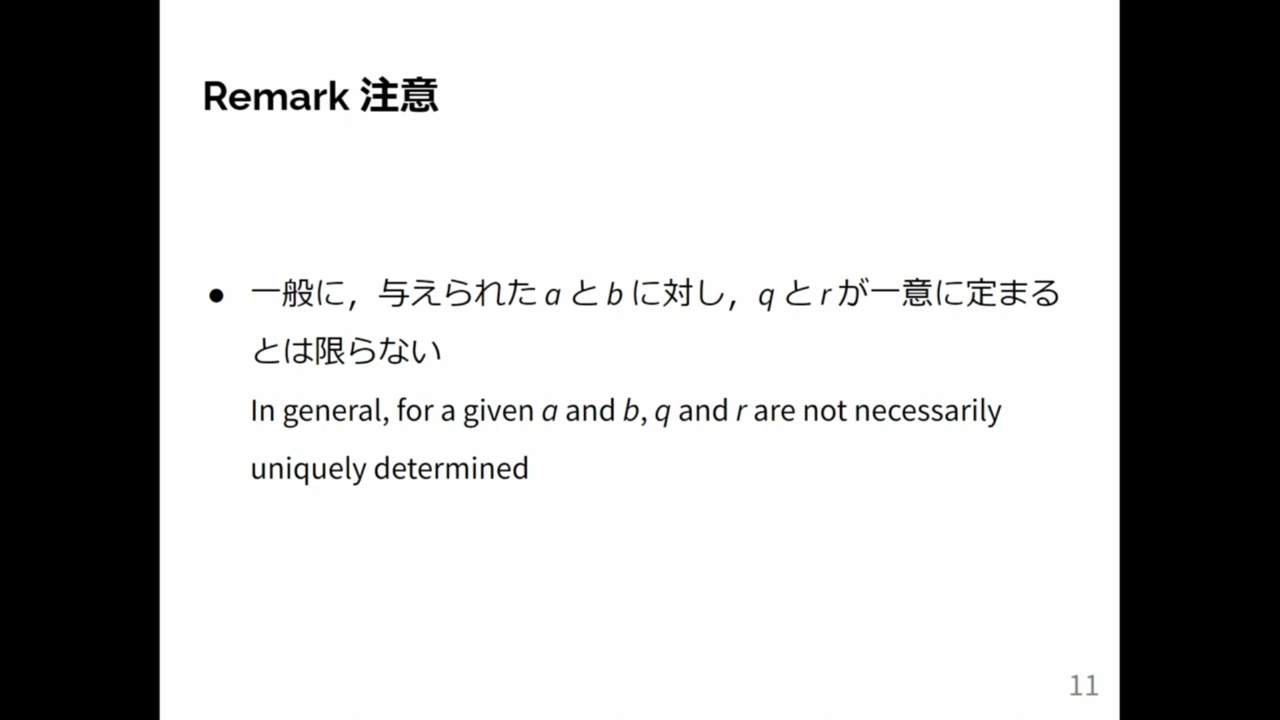 Remark 注意
● 一般に，与えられた a と b に対し，q と r が一意に定まる
とは限らない
In general, for a given a and b, q and r are not necessarily
uniquely determined
11